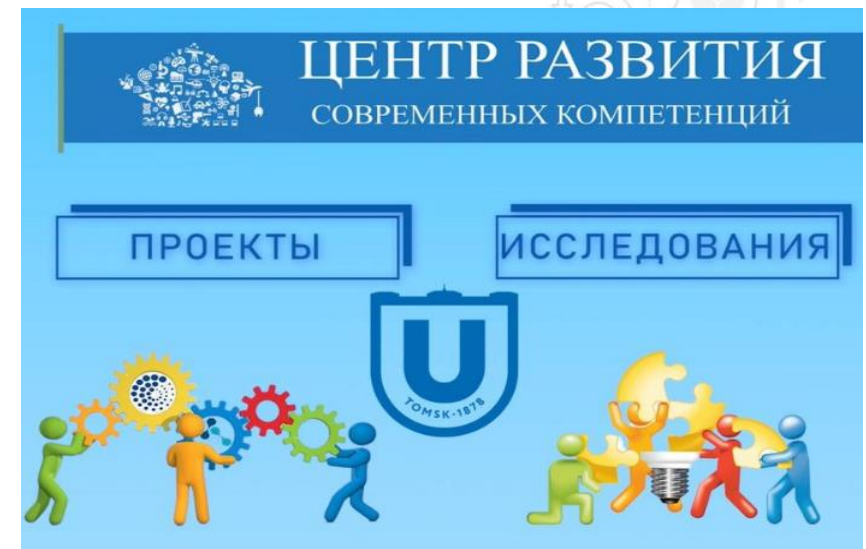 ЦЕНТР РАЗВИТИЯ
СОВРЕМЕННЫХ КОМПЕТЕНЦИЙ
ПРОЕКТЫ
ИССЛЕДОВАНИЯ
U
TOMSK-1878